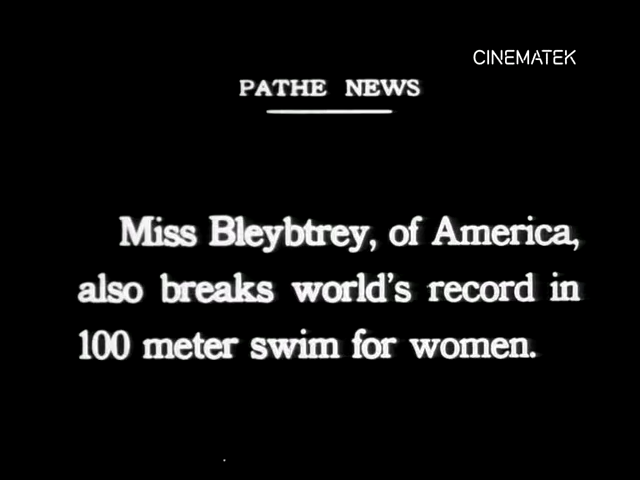 CINEMATEK
PATHE NEWS
Miss Bleybtrey, of America,
also breaks world's record in
100 meter swim for women.